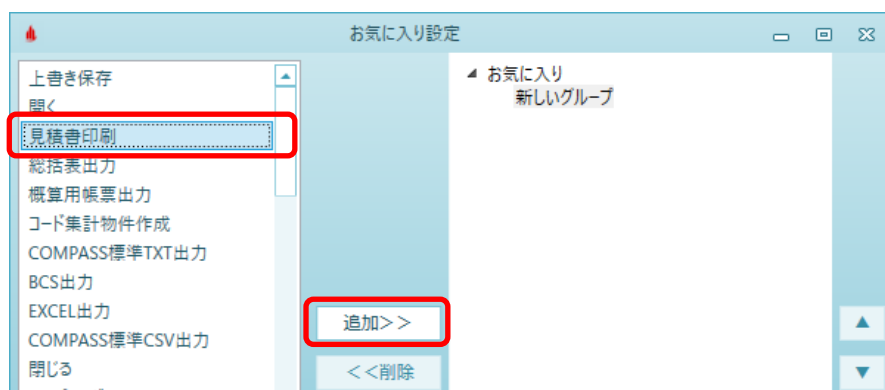 お気に入り設定
上書き保存
開く
見積書印刷
総括表出力
概算用帳票出力
コード集計物件作成
COMPASS標準TXT出力
BCS出力
EXCEL出力
COMPASS標準CSV出力
閉じる
追加>>
<<削除
お気に入り
新しいグループ